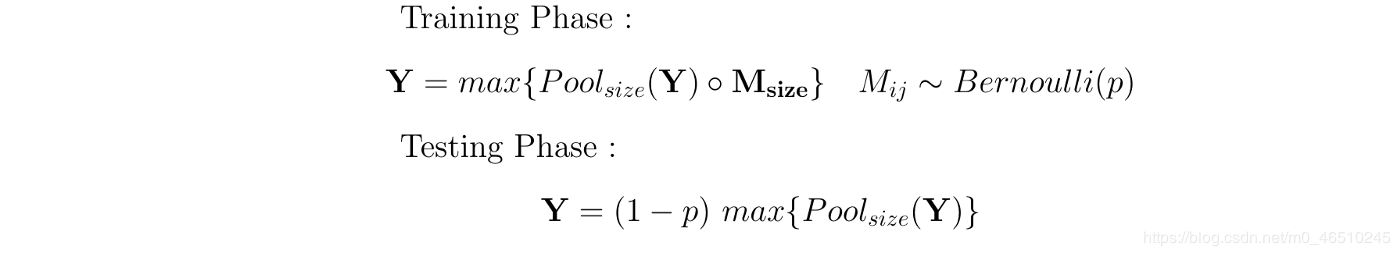 Training Phase :
Y = max{Pool_size(Y) ∘ M_size}   M_ij ∼ Bernoulli(p)
Testing Phase :
Y = (1 − p) max{Pool_size(Y)}
https://blog.csdn.net/m0_46510245